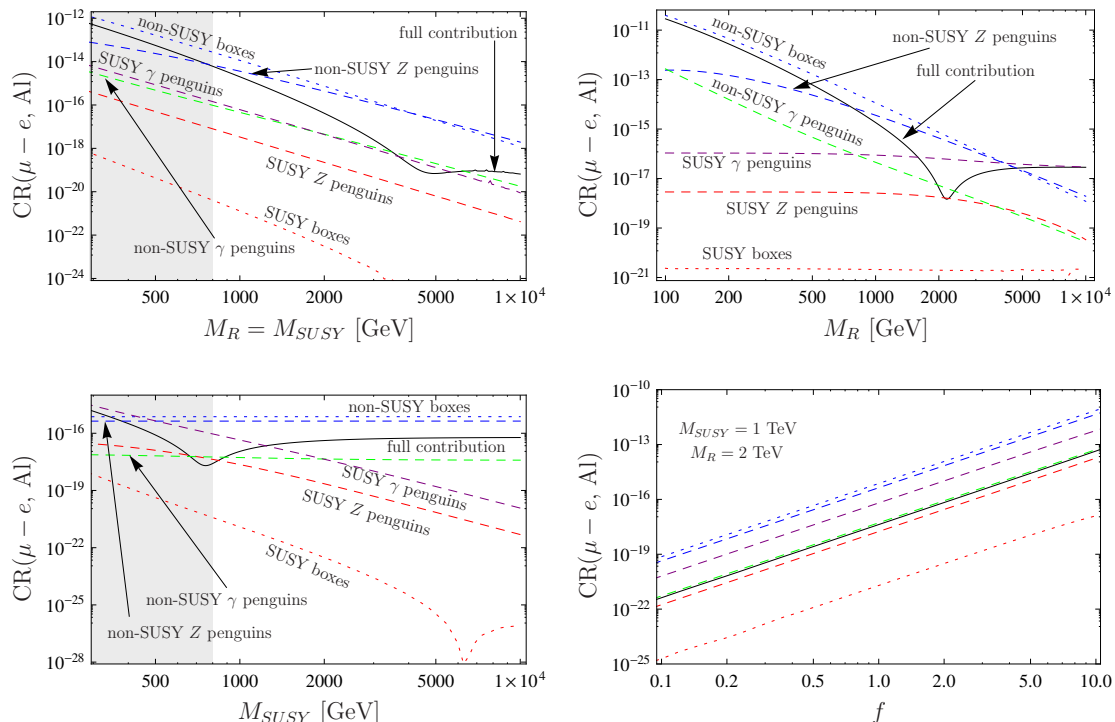 CR(μ − e, Al)
10⁻¹²
10⁻¹⁴
10⁻¹⁶
10⁻¹⁸
10⁻²⁰
10⁻²²
10⁻²⁴
non-SUSY boxes
full contribution
non-SUSY Z penguins
SUSY γ penguins
SUSY Z penguins
SUSY boxes
non-SUSY γ penguins
500 1000 2000 5000 1×10⁴
M_R = M_SUSY [GeV]
CR(μ − e, Al)
10⁻¹¹
10⁻¹³
10⁻¹⁵
10⁻¹⁷
10⁻¹⁹
10⁻²¹
non-SUSY boxes
non-SUSY Z penguins
full contribution
non-SUSY γ penguins
SUSY γ penguins
SUSY Z penguins
SUSY boxes
100 200 500 1000 2000 5000 1×10⁴
M_R [GeV]
CR(μ − e, Al)
10⁻¹⁶
10⁻¹⁹
10⁻²²
10⁻²⁵
10⁻²⁸
non-SUSY boxes
full contribution
SUSY γ penguins
SUSY Z penguins
SUSY boxes
non-SUSY γ penguins
non-SUSY Z penguins
500 1000 2000 5000 1×10⁴
M_SUSY [GeV]
CR(μ − e, Al)
10⁻¹⁰
10⁻¹³
10⁻¹⁶
10⁻¹⁹
10⁻²²
10⁻²⁵
M_SUSY = 1 TeV
M_R = 2 TeV
0.1 0.2 0.5 1.0 2.0 5.0 10.0
f